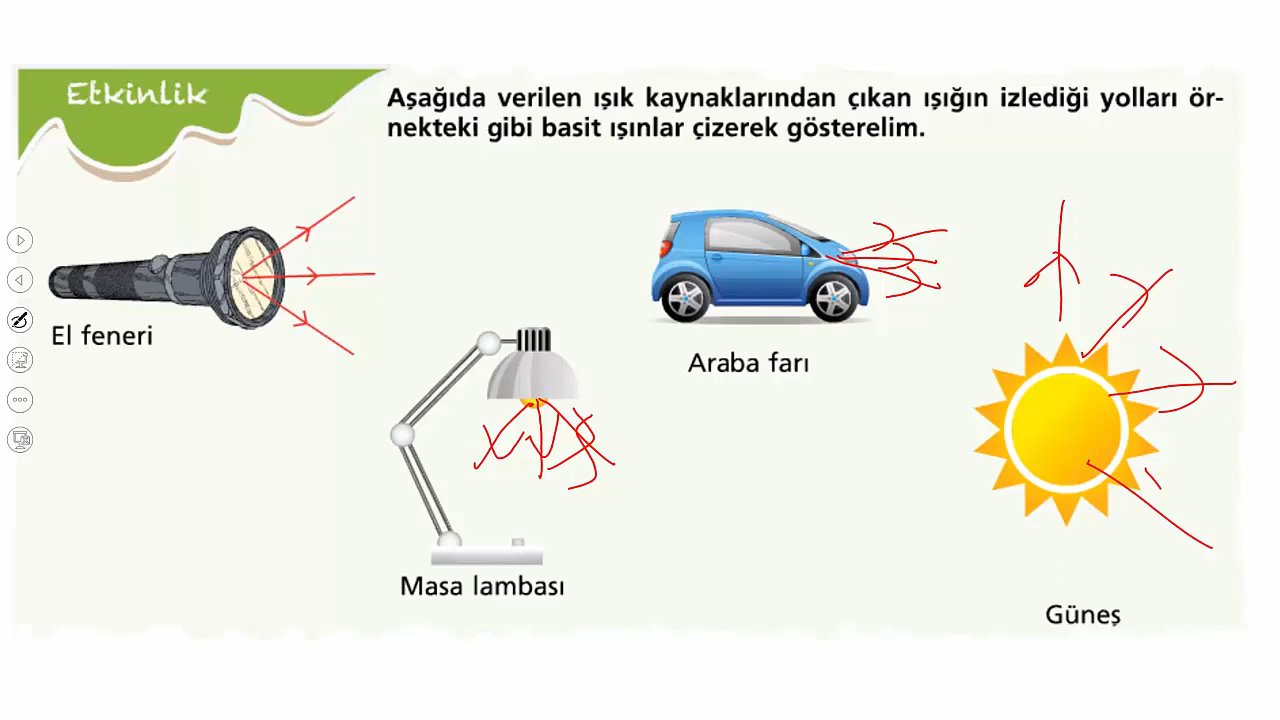 Etkinlik
Aşağıda verilen ışık kaynaklarından çıkan ışığın izlediği yolları ör-
nekteki gibi basit ışınlar çizerek gösterelim.
El feneri
Araba farı
Masa lambası
Güneş